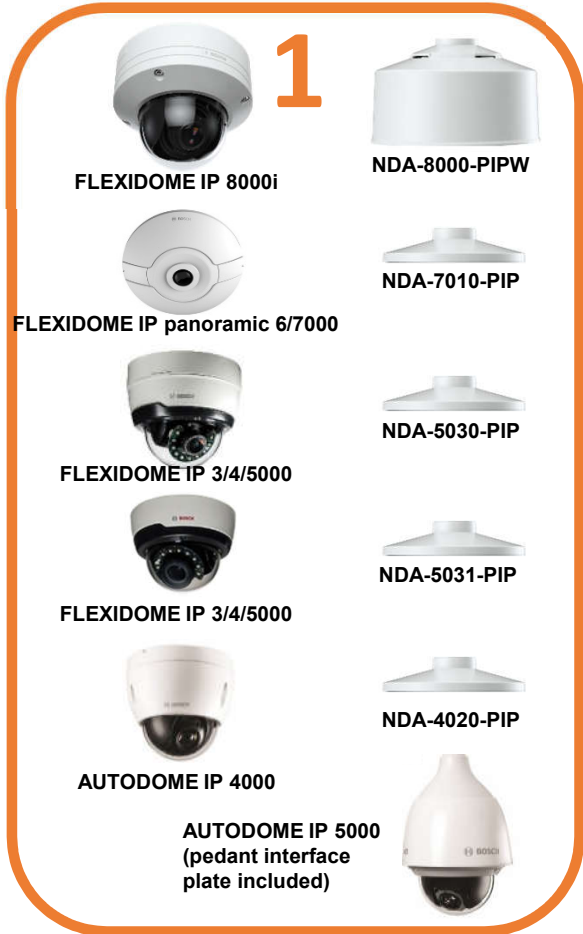 1
FLEXIDOME IP 8000i
NDA-8000-PIPW
FLEXIDOME IP panoramic 6/7000
NDA-7010-PIP
FLEXIDOME IP 3/4/5000
NDA-5030-PIP
BOSCH
FLEXIDOME IP 3/4/5000
NDA-5031-PIP
AUTODOME IP 4000
NDA-4020-PIP
AUTODOME IP 5000
(pedant interface
plate included)
BOSCH